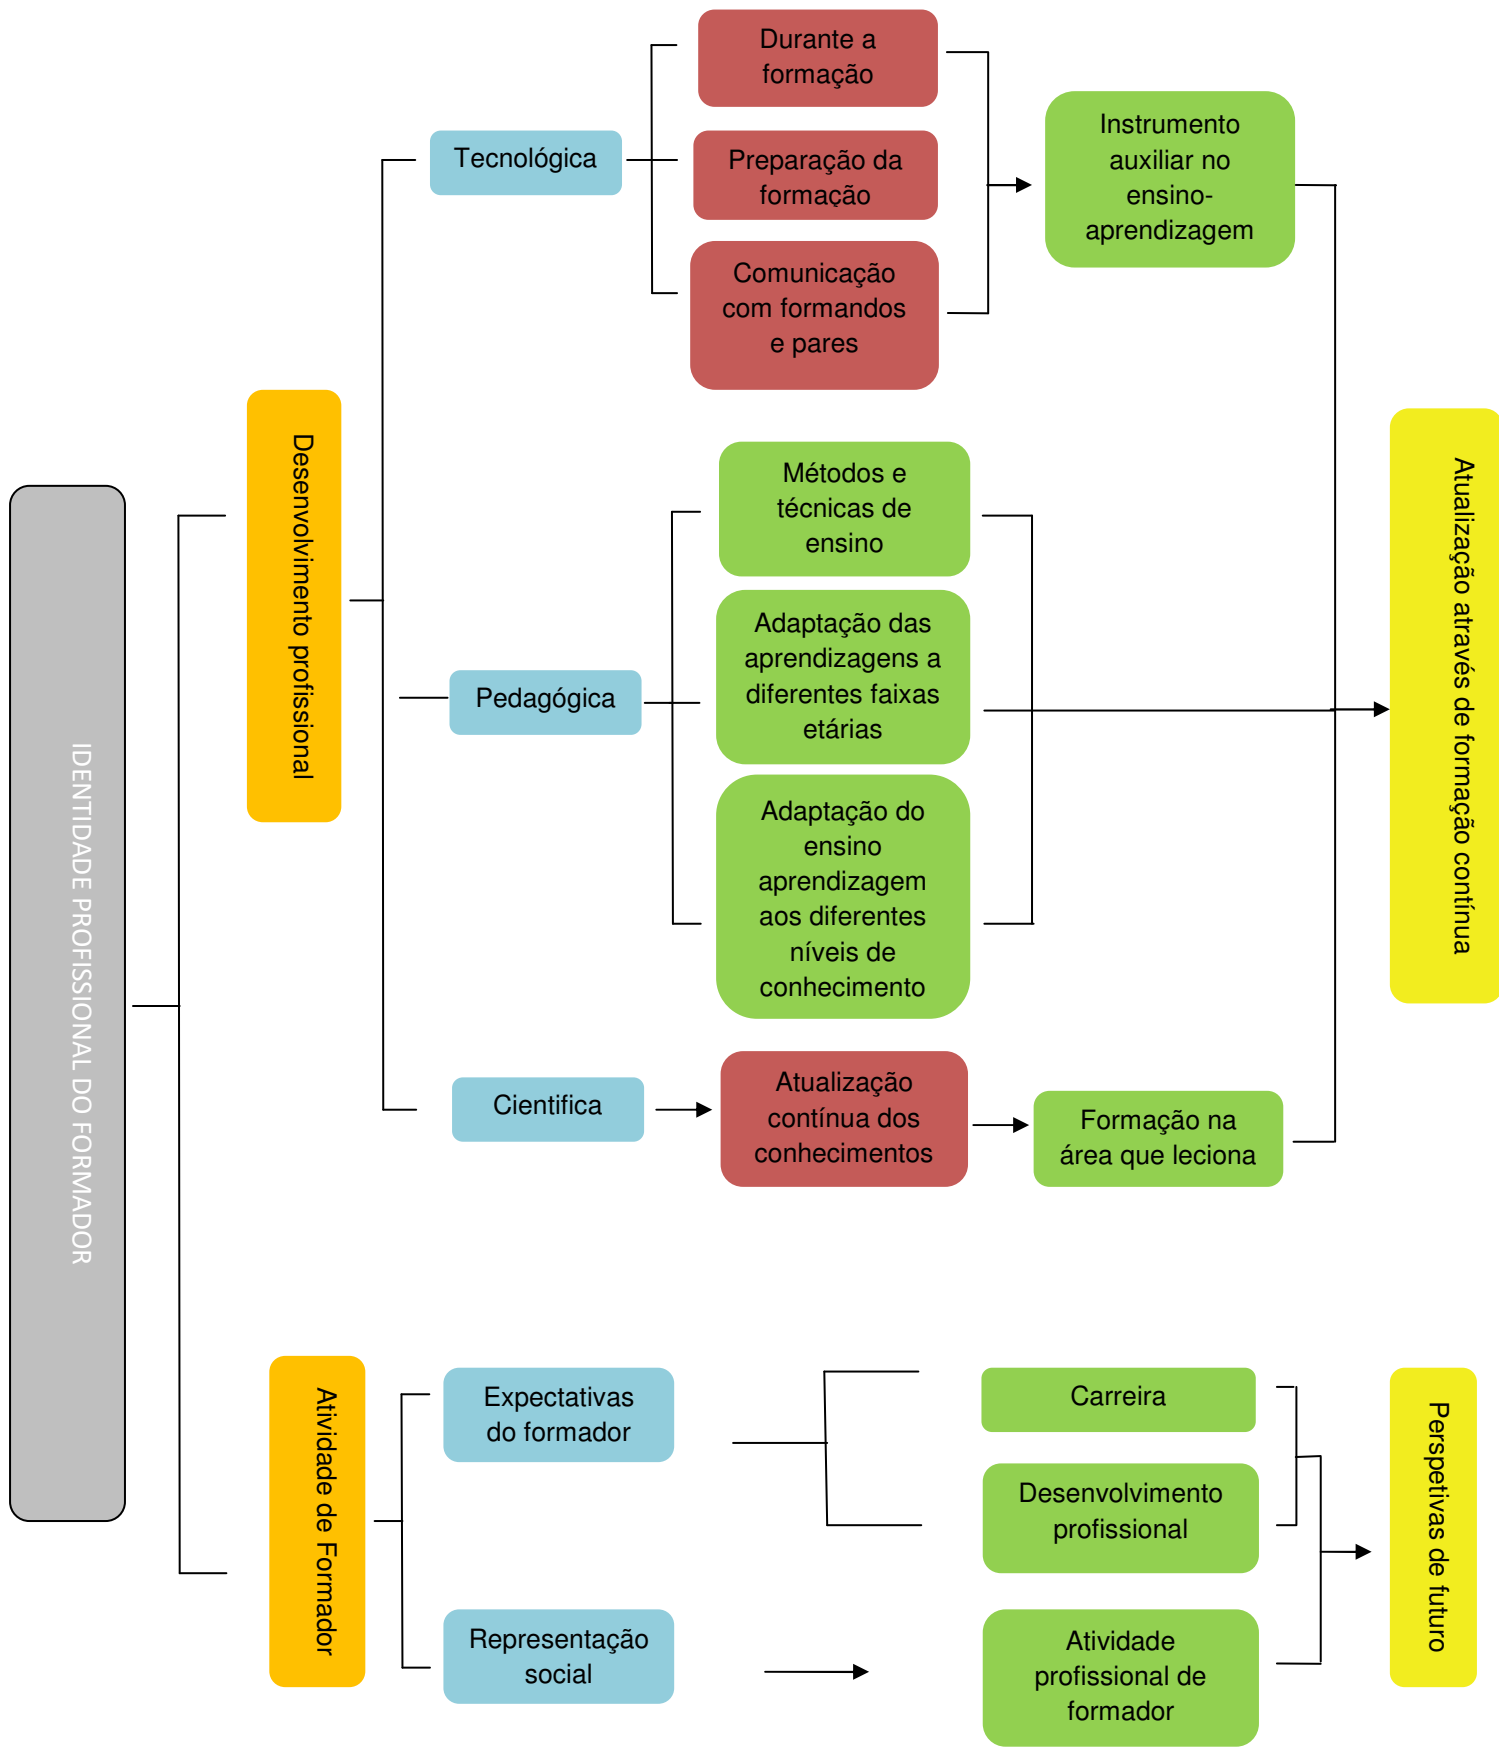 IDENTIDADE PROFISSIONAL DO FORMADOR
Desenvolvimento profissional
Tecnológica
Durante a
formação
Preparação da
formação
Comunicação
com formandos
e pares
Instrumento
auxiliar no
ensino-
aprendizagem
Pedagógica
Métodos e
técnicas de
ensino
Adaptação das
aprendizagens a
diferentes faixas
etárias
Adaptação do
ensino
aprendizagem
aos diferentes
níveis de
conhecimento
Cientifica
Atualização
contínua dos
conhecimentos
Formação na
área que leciona
Atualização através de formação contínua
Atividade de Formador
Expectativas
do formador
Carreira
Desenvolvimento
profissional
Representação
social
Atividade
profissional de
formador
Perspetivas de futuro